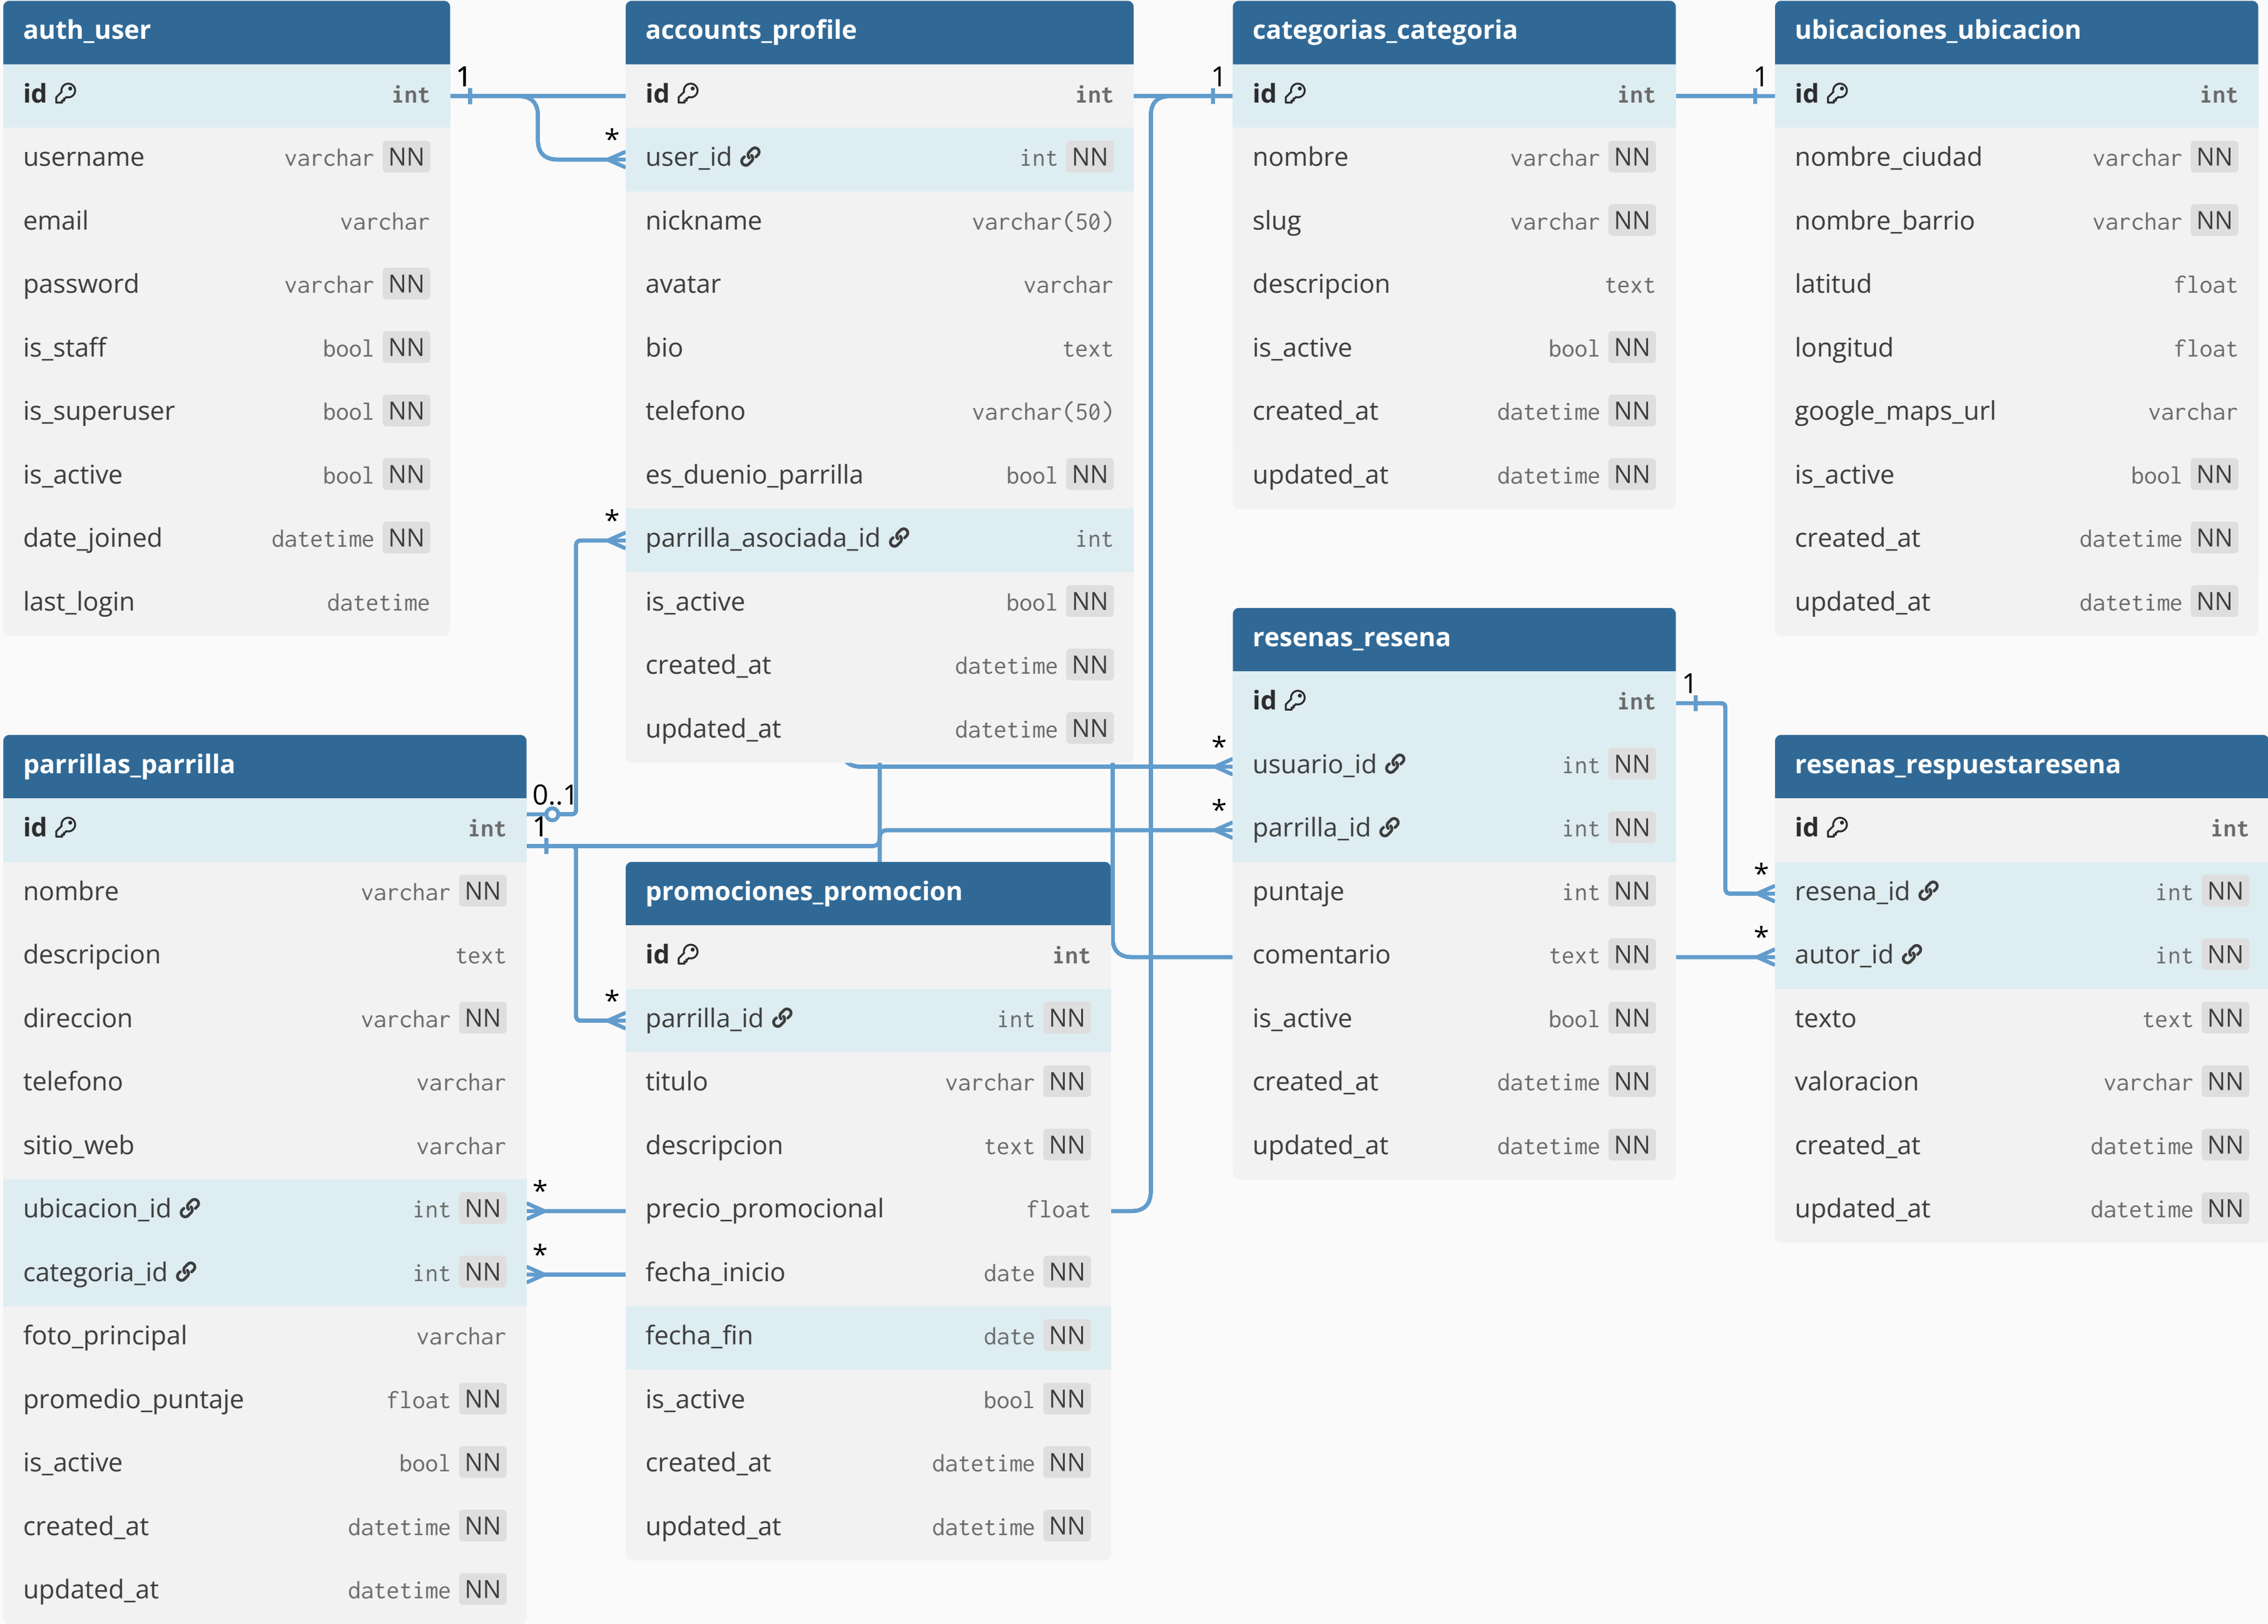 auth_user
id int
username varchar NN
email varchar
password varchar NN
is_staff bool NN
is_superuser bool NN
is_active bool NN
date_joined datetime NN
last_login datetime
1
accounts_profile
id int
* user_id int NN
nickname varchar(50)
avatar varchar
bio text
telefono varchar(50)
es_duenio_parrilla bool NN
* parrilla_asociada_id int
is_active bool NN
created_at datetime NN
updated_at datetime NN
1
categorias_categoria
id int
nombre varchar NN
slug varchar NN
descripcion text
is_active bool NN
created_at datetime NN
updated_at datetime NN
1
ubicaciones_ubicacion
id int
nombre_ciudad varchar NN
nombre_barrio varchar NN
latitud float
longitud float
google_maps_url varchar
is_active bool NN
created_at datetime NN
updated_at datetime NN
parrillas_parrilla
id int
0..1
1
nombre varchar NN
descripcion text
direccion varchar NN
telefono varchar
sitio_web varchar
ubicacion_id int NN *
categoria_id int NN *
foto_principal varchar
promedio_puntaje float NN
is_active bool NN
created_at datetime NN
updated_at datetime NN
promociones_promocion
id int
* parrilla_id int NN
titulo varchar NN
descripcion text NN
precio_promocional float
fecha_inicio date NN
fecha_fin date NN
is_active bool NN
created_at datetime NN
updated_at datetime NN
resenas_resena
id int 1
* usuario_id int NN
* parrilla_id int NN
puntaje int NN
comentario text NN
is_active bool NN
created_at datetime NN
updated_at datetime NN
resenas_respuestaresena
id int
* resena_id int NN
* autor_id int NN
texto text NN
valoracion varchar NN
created_at datetime NN
updated_at datetime NN